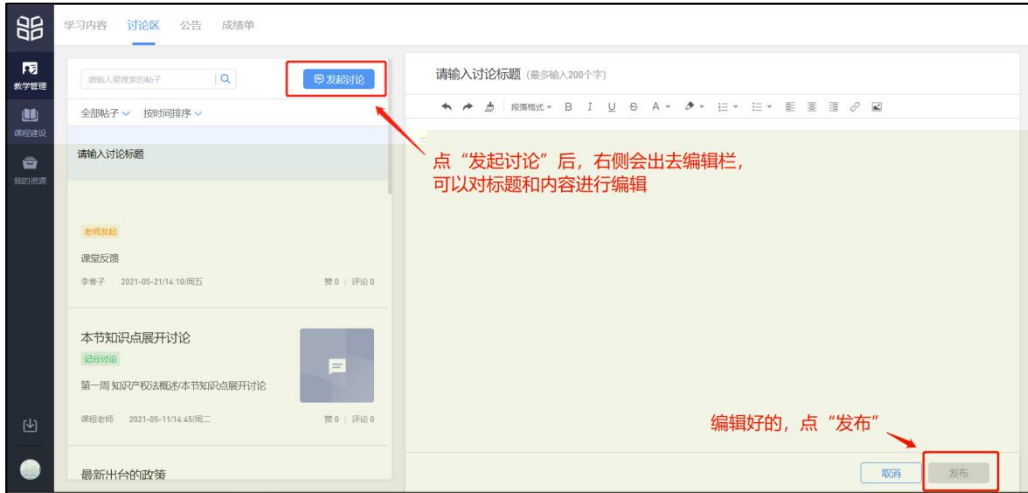 学习内容 讨论区 公告 成绩单
教学管理
课程建设
我的资源
请输入要搜索的帖子
发起讨论
全部帖子 按时间排序
请输入讨论标题
老师发起
课堂反馈
李春子 2021-05-21/14:10/周五 赞 0 | 评论 0
本节知识点展开讨论
记分讨论
第一周 知识产权法概述/本节知识点展开讨论
课程老师 2021-05-11/14:45/周二 赞 0 | 评论 0
最新出台的政策
请输入讨论标题 (最多输入200个字)
段落格式 B I U S A
点“发起讨论”后，右侧会出去编辑栏，
可以对标题和内容进行编辑
编辑好的，点“发布”
取消 发布